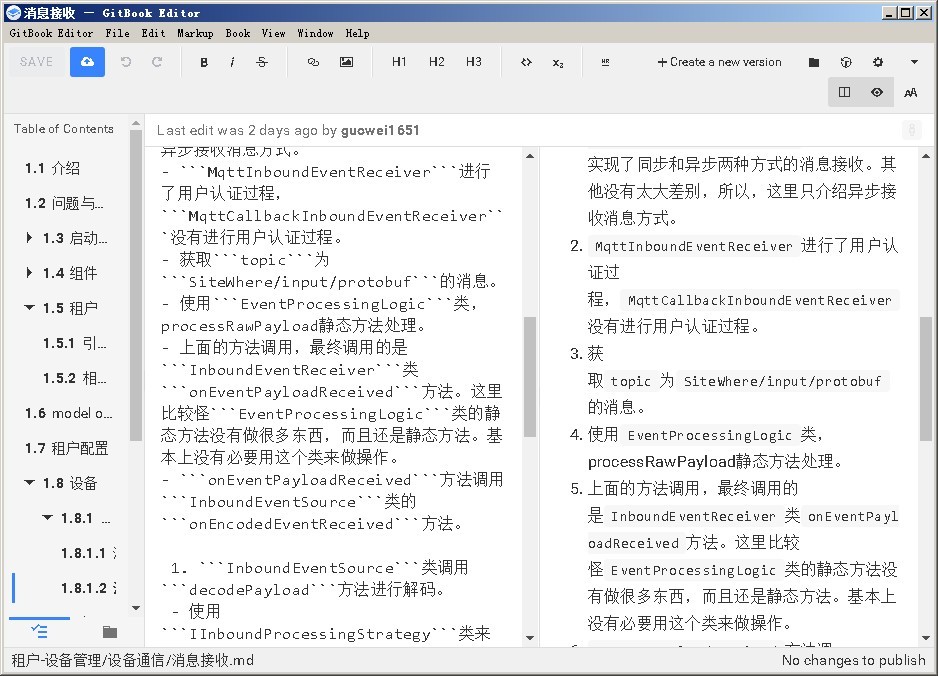 消息接收 — GitBook Editor
GitBook Editor File Edit Markup Book View Window Help
SAVE B i S H1 H2 H3 x₂ HR + Create a new version
AA
Table of Contents
1.1 介绍
1.2 问题与...
1.3 启动...
1.4 组件
1.5 租户
1.5.1 引...
1.5.2 相...
1.6 model o...
1.7 租户配置
1.8 设备
1.8.1 ...
1.8.1.1
1.8.1.2
Last edit was 2 days ago by guowei1651
异步接收消息方式。
- ```MqttInboundEventReceiver```进行
了用户认证过程,
```MqttCallbackInboundEventReceiver``
`没有进行用户认证过程。
- 获取```topic```为
```SiteWhere/input/protobuf```的消息。
- 使用```EventProcessingLogic```类,
processRawPayload静态方法处理。
- 上面的方法调用，最终调用的是
```InboundEventReceiver```类
```onEventPayloadReceived```方法。这里
比较怪```EventProcessingLogic```类的静
态方法没有做很多东西，而且还是静态方法。基
本上没有必要用这个类来做操作。
- ```onEventPayloadReceived```方法调用
```InboundEventSource```类的
```onEncodedEventReceived```方法。
1. ```InboundEventSource```类调用
```decodePayload```方法进行解码。
- 使用
```IInboundProcessingStrategy```类来
实现了同步和异步两种方式的消息接收。其
他没有太大差别，所以，这里只介绍异步接
收消息方式。
2. MqttInboundEventReceiver 进行了用户认
证过
程， MqttCallbackInboundEventReceiver
没有进行用户认证过程。
3. 获
取 topic 为 SiteWhere/input/protobuf
的消息。
4. 使用 EventProcessingLogic 类,
processRawPayload静态方法处理。
5. 上面的方法调用，最终调用的
是 InboundEventReceiver 类 onEventPayl
oadReceived 方法。这里比较
怪 EventProcessingLogic 类的静态方法没
有做很多东西，而且还是静态方法。基本上
没有必要用这个类来做操作。
租户-设备管理/设备通信/消息接收.md
No changes to publish